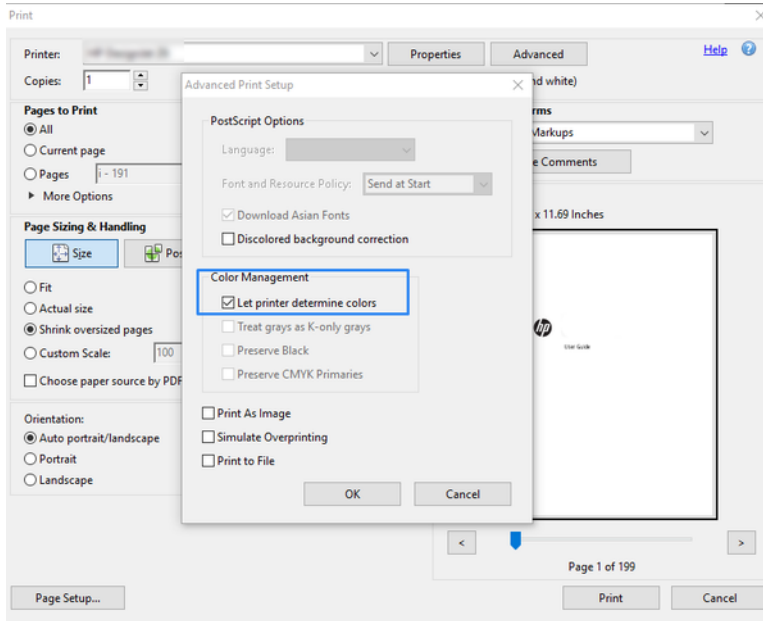 Print
Printer:
Properties
Advanced
Help
Copies:
1
nd white)
Pages to Print
All
Current page
Pages
i - 191
More Options
Page Sizing & Handling
Size
Pos
Fit
Actual size
Shrink oversized pages
Custom Scale:
100
Choose paper source by PDF
Orientation:
Auto portrait/landscape
Portrait
Landscape
Advanced Print Setup
PostScript Options
Language:
Font and Resource Policy:
Send at Start
Download Asian Fonts
Discolored background correction
Color Management
Let printer determine colors
Treat grays as K-only grays
Preserve Black
Preserve CMYK Primaries
Print As Image
Simulate Overprinting
Print to File
OK
Cancel
rms
Markups
e Comments
x 11.69 Inches
hp
User Guide
<
>
Page 1 of 199
Page Setup...
Print
Cancel